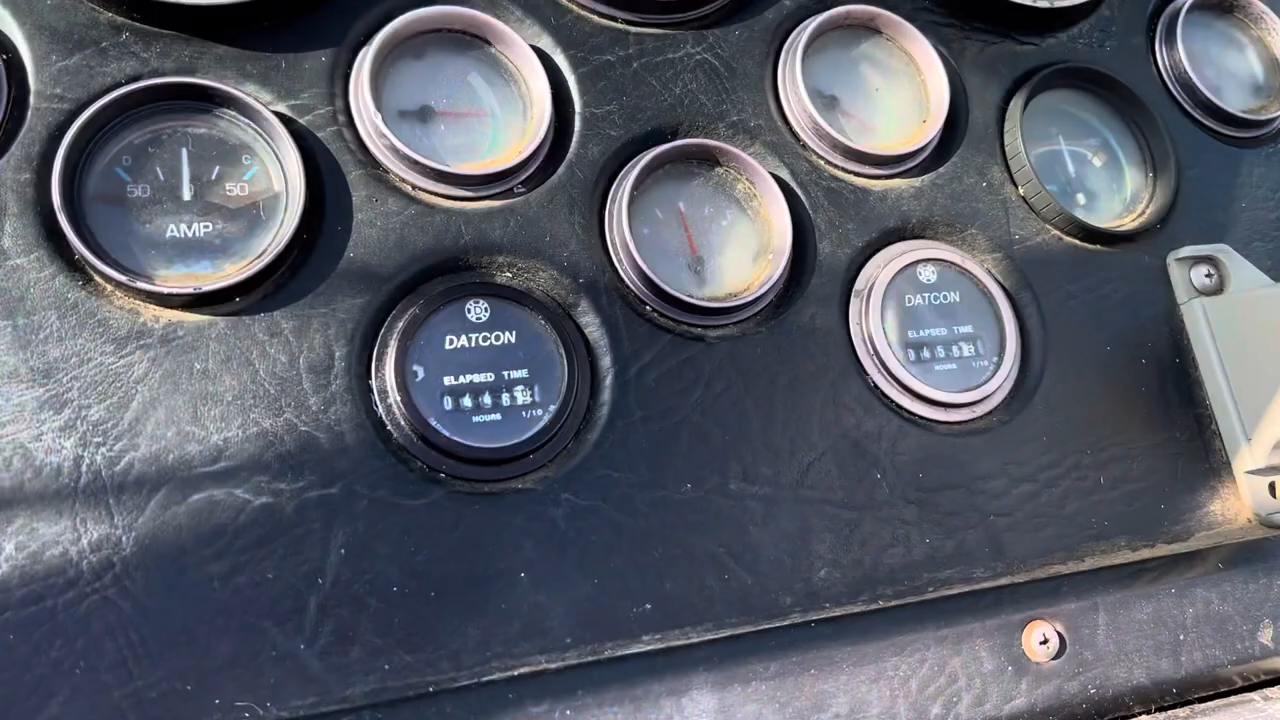 D C
50 0 50
AMP
DATCON
ELAPSED TIME
HOURS 1/10
DATCON
ELAPSED TIME
HOURS 1/10